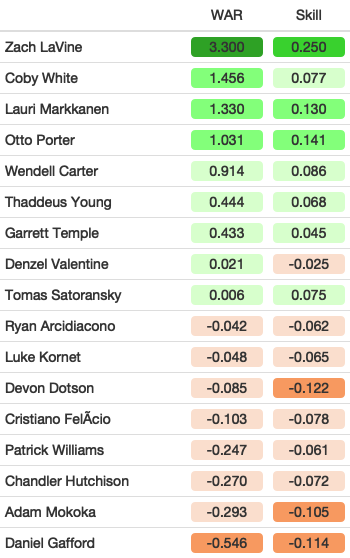 WAR Skill
Zach LaVine 3.300 0.250
Coby White 1.456 0.077
Lauri Markkanen 1.330 0.130
Otto Porter 1.031 0.141
Wendell Carter 0.914 0.086
Thaddeus Young 0.444 0.068
Garrett Temple 0.433 0.045
Denzel Valentine 0.021 -0.025
Tomas Satoransky 0.006 0.075
Ryan Arcidiacono -0.042 -0.062
Luke Kornet -0.048 -0.065
Devon Dotson -0.085 -0.122
Cristiano FelÃcio -0.103 -0.078
Patrick Williams -0.247 -0.061
Chandler Hutchison -0.270 -0.072
Adam Mokoka -0.293 -0.105
Daniel Gafford -0.546 -0.114